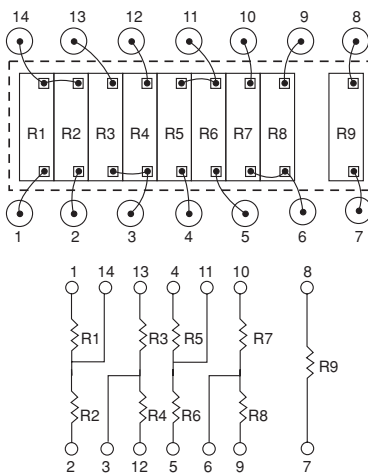 14 13 12 11 10 9 8
R1 R2 R3 R4 R5 R6 R7 R8 R9
1 2 3 4 5 6 7
1 14 13 4 11 10 8
R1 R3 R5 R7
R9
R2 R4 R6 R8
2 3 12 5 6 9 7